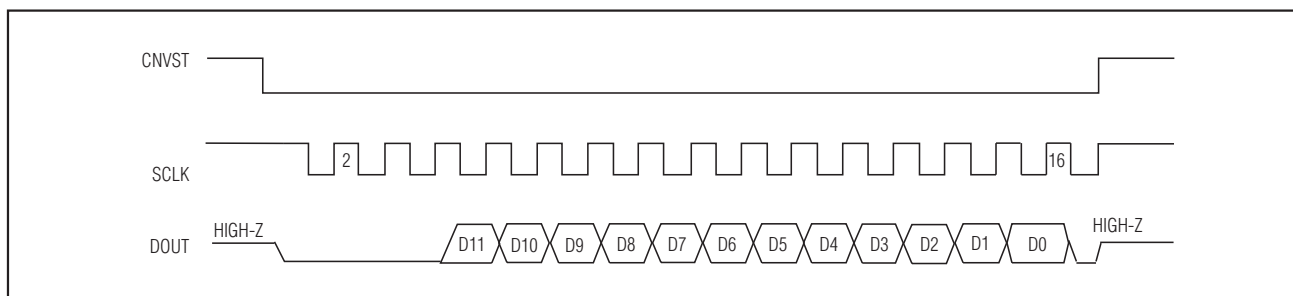 CNVST
SCLK
2
16
DOUT
HIGH-Z
D11 D10 D9 D8 D7 D6 D5 D4 D3 D2 D1 D0
HIGH-Z